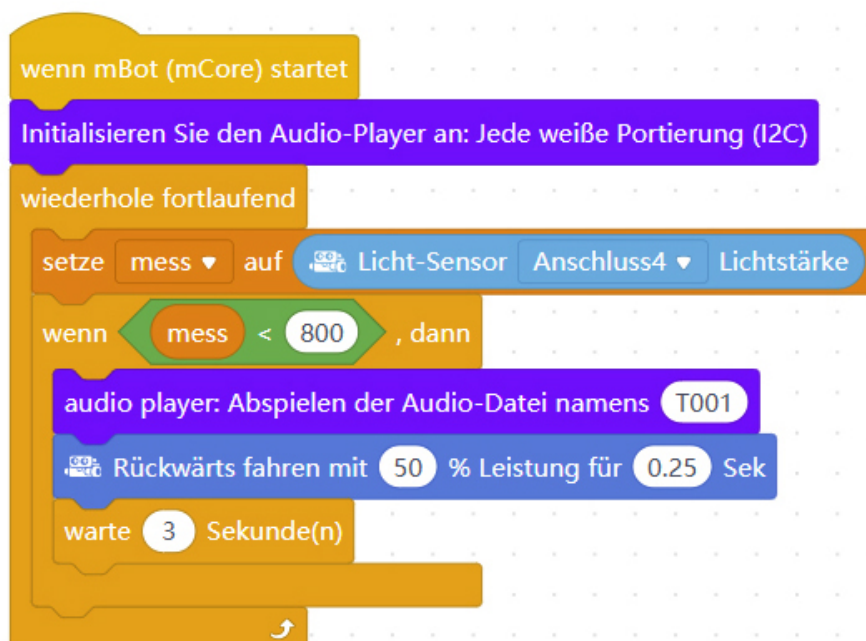 wenn mBot (mCore) startet
Initialisieren Sie den Audio-Player an: Jede weiße Portierung (I2C)
wiederhole fortlaufend
setze mess auf Licht-Sensor Anschluss4 Lichtstärke
wenn mess < 800 , dann
audio player: Abspielen der Audio-Datei namens T001
Rückwärts fahren mit 50 % Leistung für 0.25 Sek
warte 3 Sekunde(n)